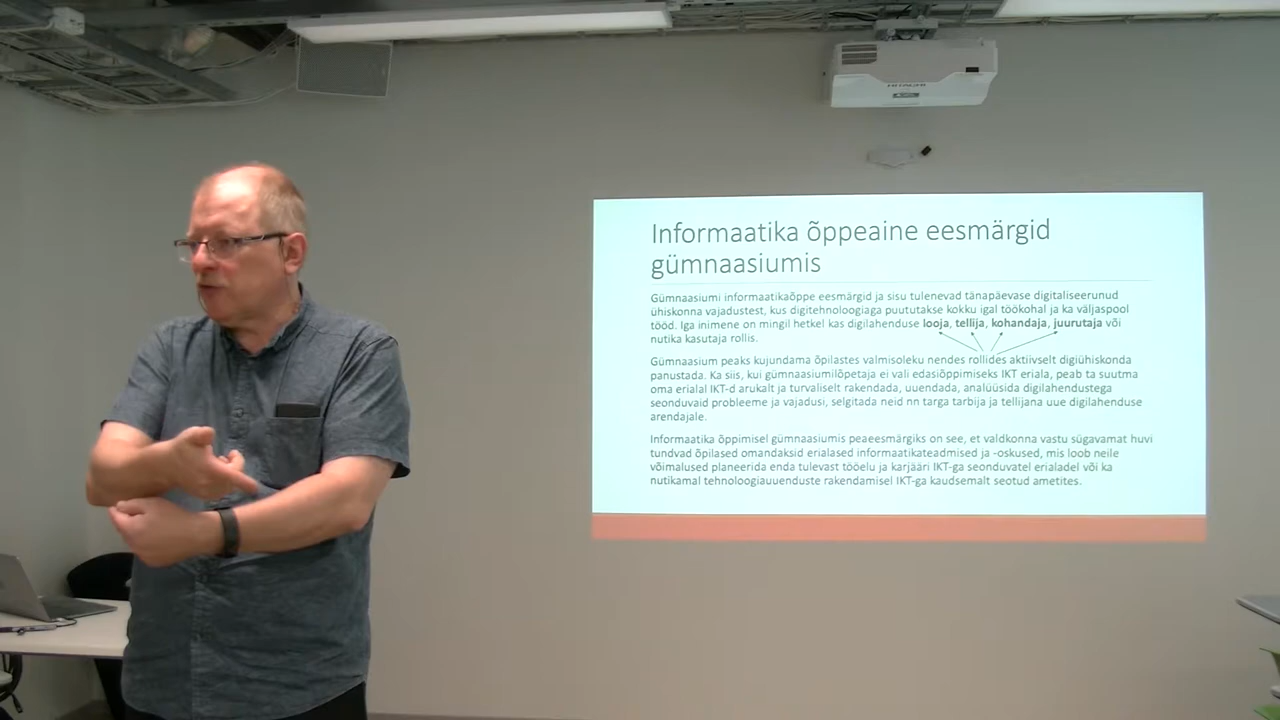 HITACHI
Informaatika õppeaine eesmärgid
gümnaasiumis
Gümnaasiumi informaatikaõppe eesmärgid ja sisu tulenevad tänapäevase digitaliseerunud
ühiskonna vajadustest, kus digitehnoloogiaga puututakse kokku igal töökohal ja ka väljaspool
tööd. Iga inimene on mingil hetkel kas digilahenduse looja, tellija, kohandaja, juurutaja või
nutika kasutaja rollis.
Gümnaasium peaks kujundama õpilastes valmisoleku nendes rollides aktiivselt digiühiskonda
panustada. Ka siis, kui gümnaasiumilõpetaja ei vali edasiõppimiseks IKT eriala, peab ta suutma
oma erialal IKT-d arukalt ja turvaliselt rakendada, uuendada, analüüsida digilahendustega
seonduvaid probleeme ja vajadusi, selgitada neid nn targa tarbija ja tellijana uue digilahenduse
arendajale.
Informaatika õppimisel gümnaasiumis peaeesmärgiks on see, et valdkonna vastu sügavamat huvi
tundvad õpilased omandaksid erialased informaatikateadmised ja -oskused, mis loob neile
võimalused planeerida enda tulevast tööelu ja karjääri IKT-ga seonduvatel erialadel või ka
nutikamal tehnoloogiauuenduste rakendamisel IKT-ga kaudsemalt seotud ametites.